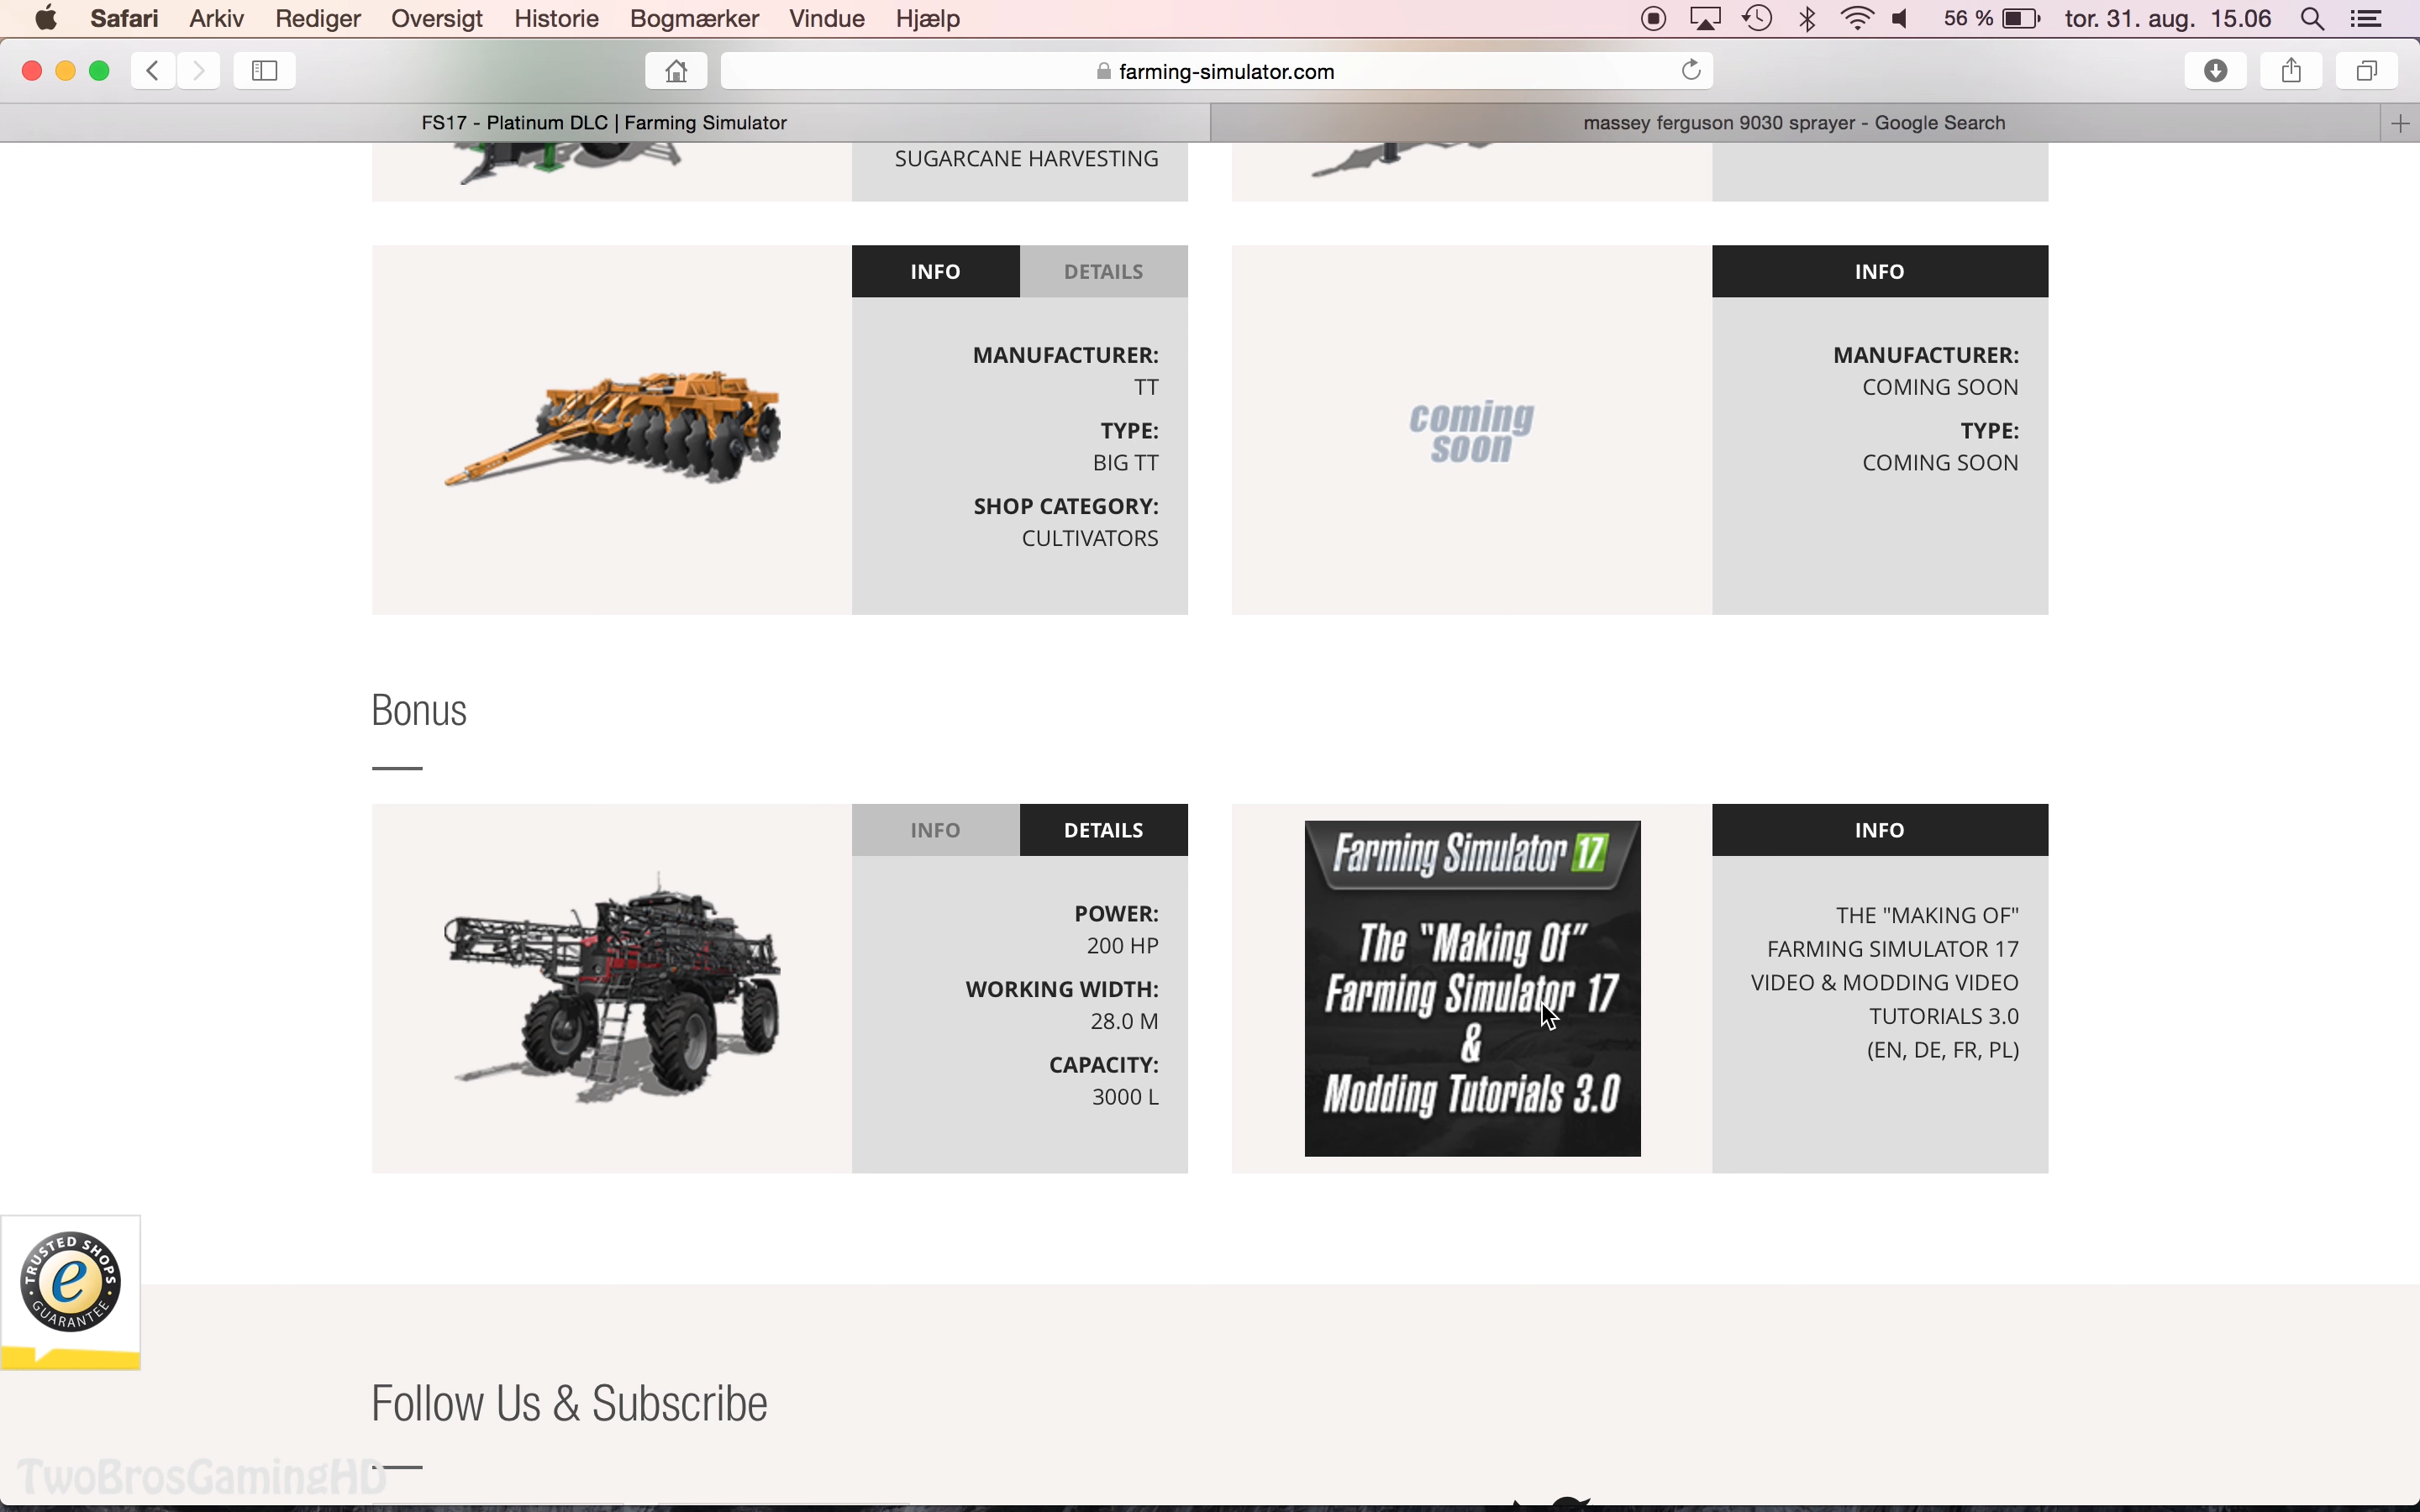 Safari Arkiv Rediger Oversigt Historie Bogmærker Vindue Hjælp 56 % tor. 31. aug. 15.06
farming-simulator.com
FS17 - Platinum DLC | Farming Simulator
massey ferguson 9030 sprayer - Google Search
SUGARCANE HARVESTING
INFO DETAILS
MANUFACTURER:
TT
TYPE:
BIG TT
SHOP CATEGORY:
CULTIVATORS
coming
soon
INFO
MANUFACTURER:
COMING SOON
TYPE:
COMING SOON
Bonus
INFO DETAILS
POWER:
200 HP
WORKING WIDTH:
28.0 M
CAPACITY:
3000 L
Farming Simulator 17
The "Making Of"
Farming Simulator 17
&
Modding Tutorials 3.0
INFO
THE "MAKING OF"
FARMING SIMULATOR 17
VIDEO & MODDING VIDEO
TUTORIALS 3.0
(EN, DE, FR, PL)
TRUSTED SHOPS
e
GUARANTEE
Follow Us & Subscribe
TwoBrosGamingHD